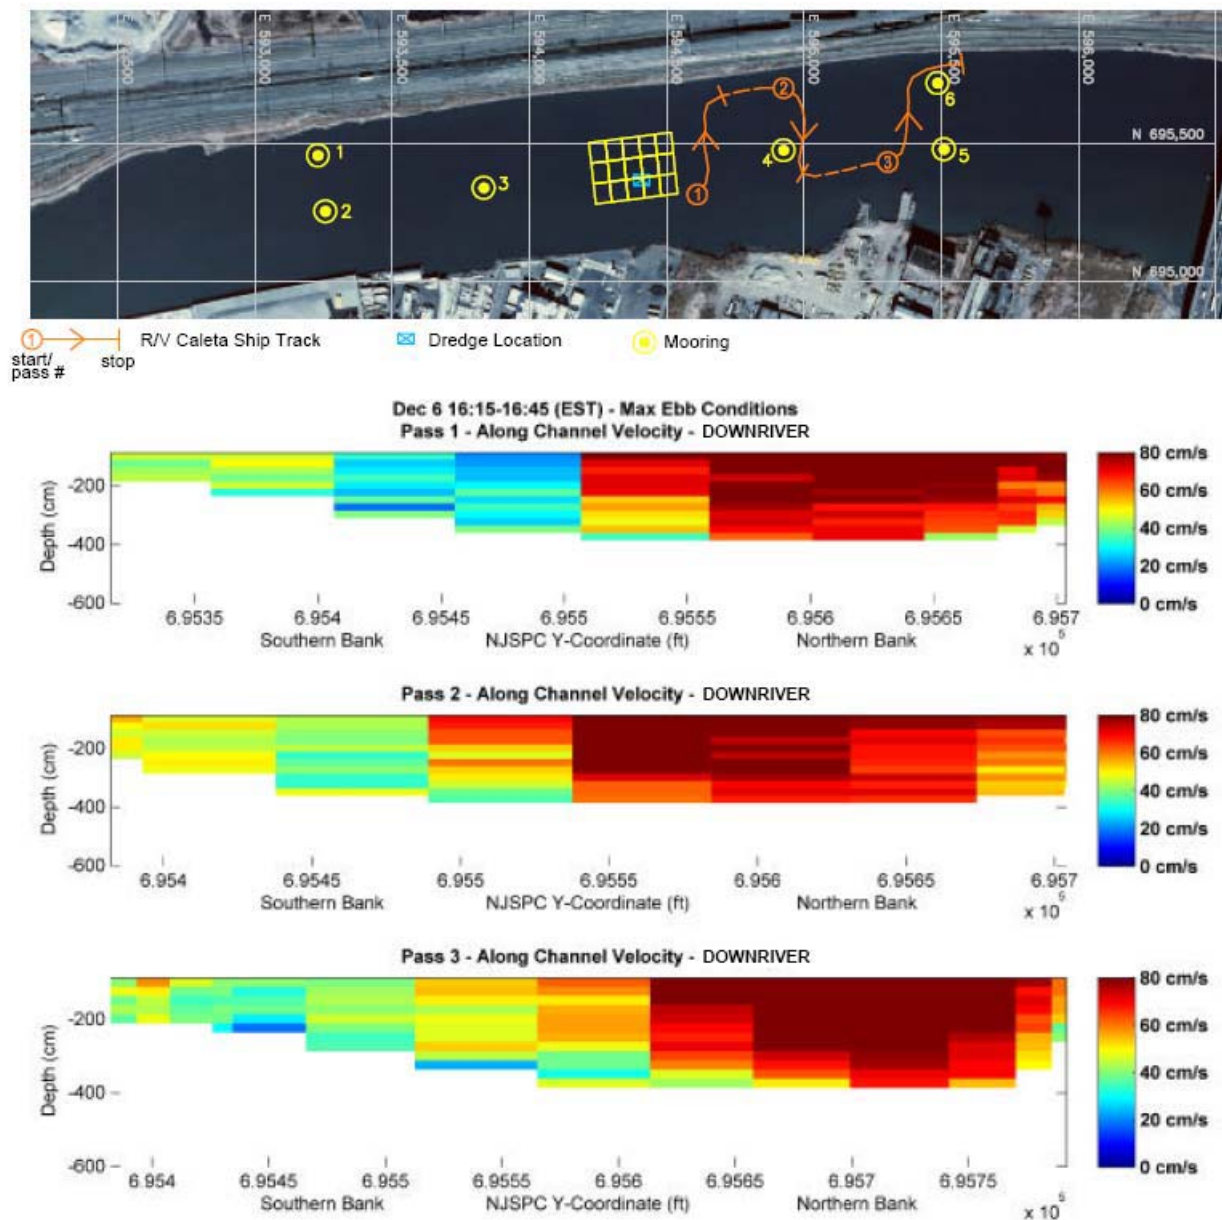 E 592,500
E 593,000
E 593,500
E 594,000
E 594,500
E 595,000
E 595,500
E 596,000
N 695,500
N 695,000
1
2
3
4
5
6
1
2
3
1
start/
pass #
stop
R/V Caleta Ship Track
Dredge Location
Mooring
Dec 6 16:15-16:45 (EST) - Max Ebb Conditions
Pass 1 - Along Channel Velocity - DOWNRIVER
Depth (cm)
-200
-400
-600
6.9535 6.954 6.9545 6.955 6.9555 6.956 6.9565 6.957
Southern Bank NJSPC Y-Coordinate (ft) Northern Bank
x 10⁵
80 cm/s
60 cm/s
40 cm/s
20 cm/s
0 cm/s
Pass 2 - Along Channel Velocity - DOWNRIVER
Depth (cm)
-200
-400
-600
6.954 6.9545 6.955 6.9555 6.956 6.9565 6.957
Southern Bank NJSPC Y-Coordinate (ft) Northern Bank
x 10⁵
80 cm/s
60 cm/s
40 cm/s
20 cm/s
0 cm/s
Pass 3 - Along Channel Velocity - DOWNRIVER
Depth (cm)
-200
-400
-600
6.954 6.9545 6.955 6.9555 6.956 6.9565 6.957 6.9575
Southern Bank NJSPC Y-Coordinate (ft) Northern Bank
x 10⁵
80 cm/s
60 cm/s
40 cm/s
20 cm/s
0 cm/s